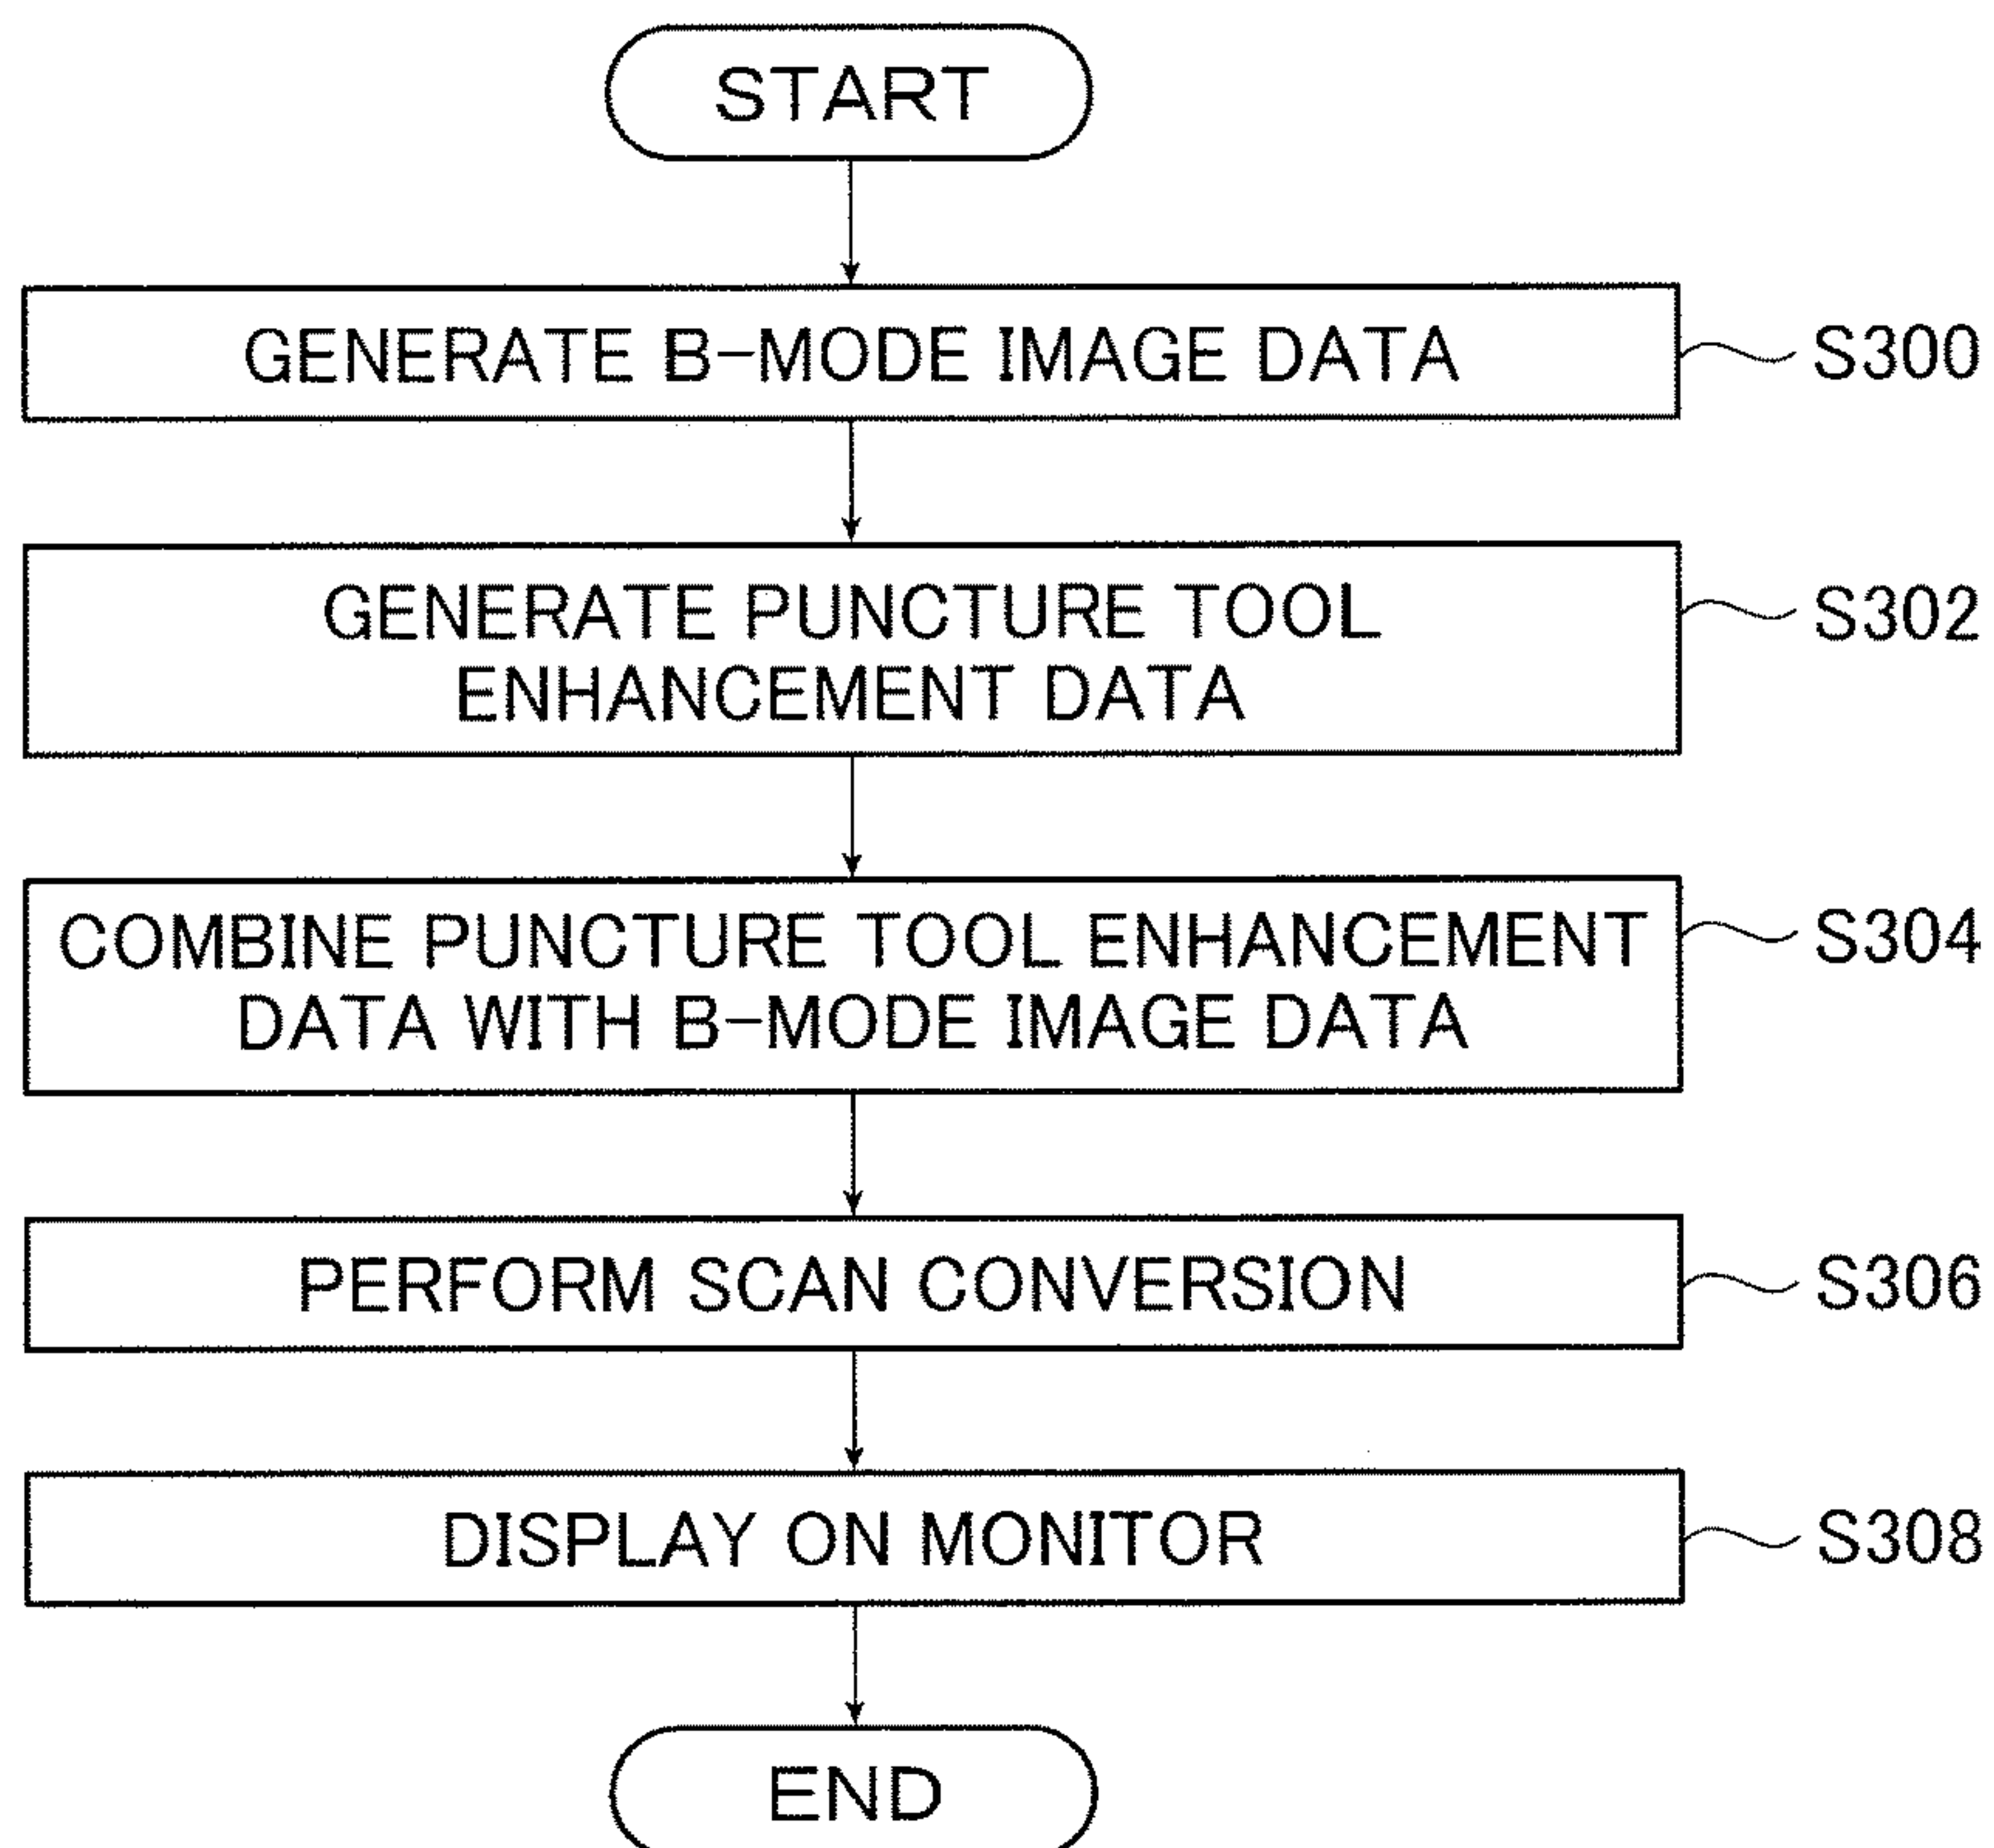 START
GENERATE B-MODE IMAGE DATA
S300
GENERATE PUNCTURE TOOL
ENHANCEMENT DATA
S302
COMBINE PUNCTURE TOOL ENHANCEMENT
DATA WITH B-MODE IMAGE DATA
S304
PERFORM SCAN CONVERSION
S306
DISPLAY ON MONITOR
S308
END